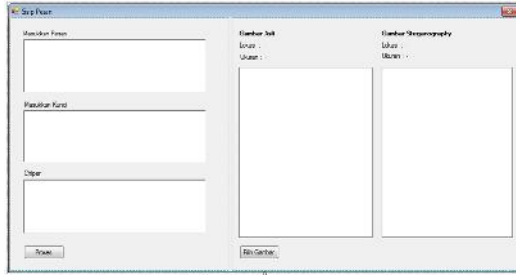 Sisip Pesan
Masukkan Pesan
Masukkan Kunci
Chiper
Proses
Gambar Asli
Lokasi :
Ukuran : -
Pilih Gambar
Gambar Steganography
Lokasi :
Ukuran : -